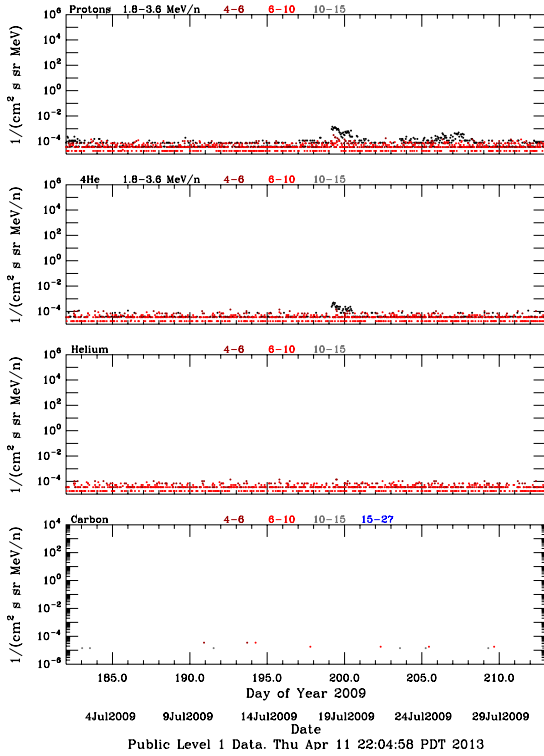 Protons 1.8-3.6 MeV/n 4-6 6-10 10-15
10⁶
10⁴
10²
10⁰
10⁻²
10⁻⁴
1/(cm² s sr MeV)
4He 1.8-3.6 MeV/n 4-6 6-10 10-15
10⁶
10⁴
10²
10⁰
10⁻²
10⁻⁴
1/(cm² s sr MeV/n)
Helium 4-6 6-10 10-15
10⁶
10⁴
10²
10⁰
10⁻²
10⁻⁴
1/(cm² s sr MeV/n)
Carbon 4-6 6-10 10-15 15-27
10⁴
10²
10⁰
10⁻²
10⁻⁴
10⁻⁶
1/(cm² s sr MeV/n)
185.0 190.0 195.0 200.0 205.0 210.0
Day of Year 2009
4Jul2009 9Jul2009 14Jul2009 19Jul2009 24Jul2009 29Jul2009
Date
Public Level 1 Data. Thu Apr 11 22:04:58 PDT 2013